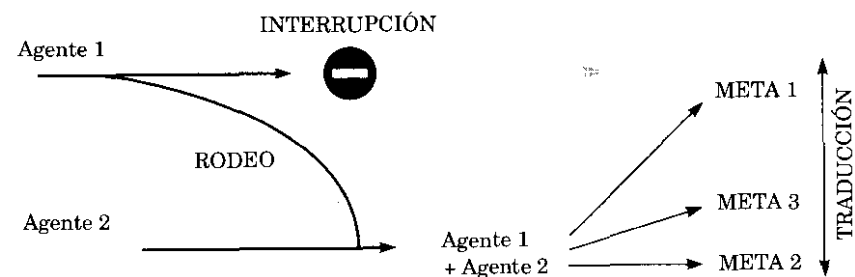 INTERRUPCIÓN
Agente 1
META 1
RODEO
TRADUCCIÓN
META 3
Agente 2
Agente 1
+ Agente 2
META 2